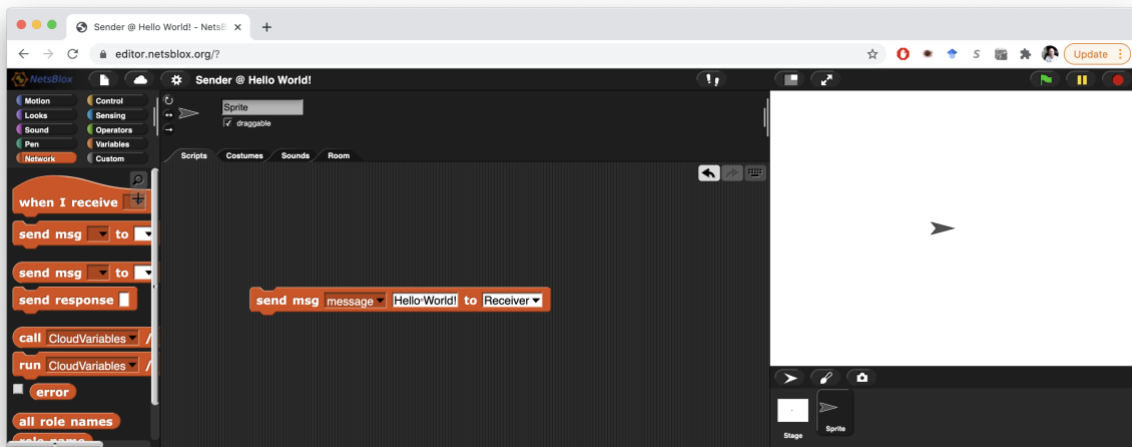 Sender @ Hello World! - NetsB
editor.netsblox.org/?
Update
NetsBlox
Sender @ Hello World!
Motion
Control
Looks
Sensing
Sound
Operators
Pen
Variables
Network
Custom
Sprite
draggable
Scripts
Costumes
Sounds
Room
when I receive
send msg to
send msg to
send response
call CloudVariables /
run CloudVariables /
error
all role names
role name
send msg message Hello·World! to Receiver
Stage
Sprite